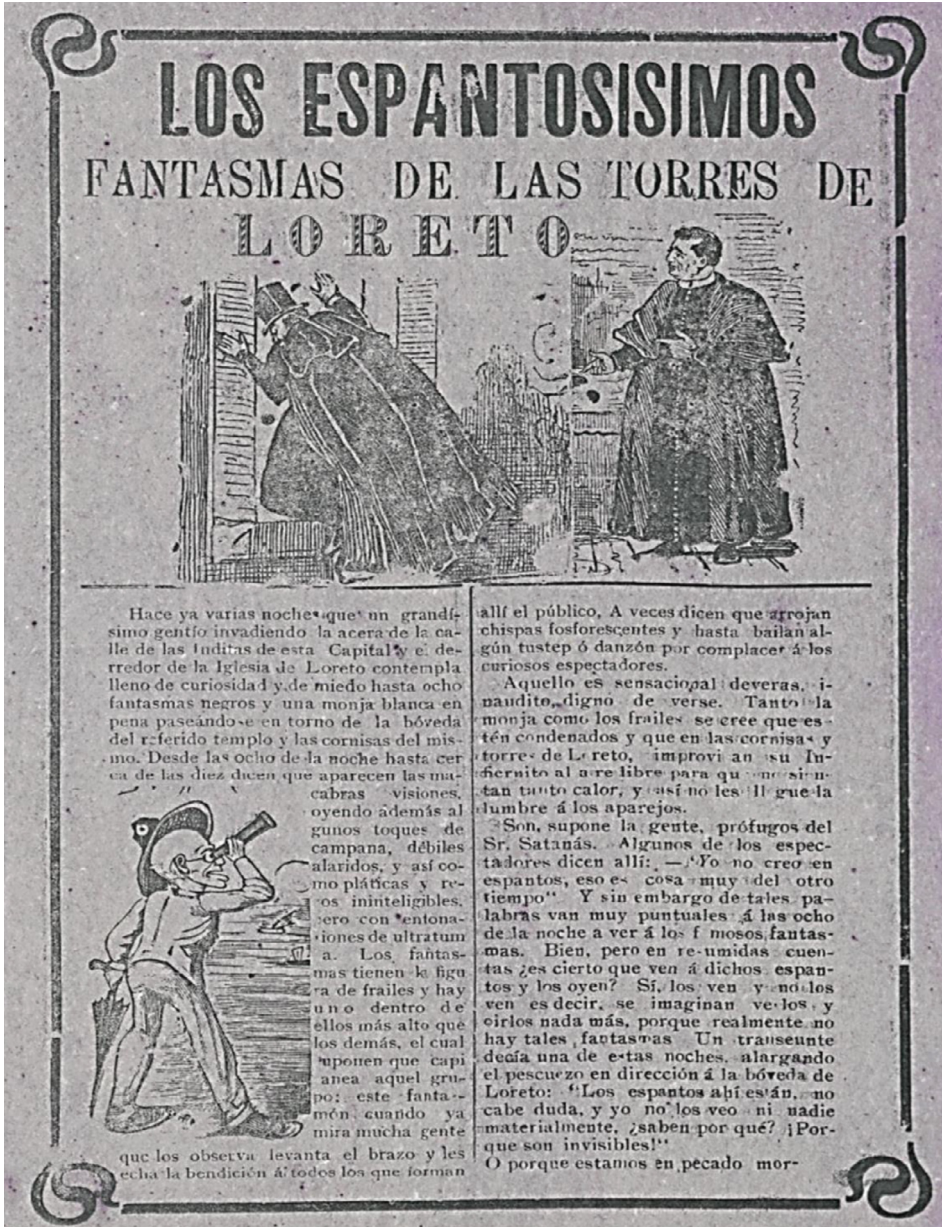 LOS ESPANTOSISIMOS
FANTASMAS DE LAS TORRES DE
LORETO
Hace ya varias noches que un grandí-
simo gentío invadiendo la acera de la ca-
lle de las Inditas de esta Capital y e de-
rredor de la Iglesia de Loreto contempla
lleno de curiosidad y de miedo hasta ocho
fantasmas negros y una monja blanca en
pena paseándose en torno de la bóveda
del referido templo y las cornisas del mis-
mo. Desde las ocho de la noche hasta cer
ca de las diez dicen que aparecen las ma-
cabras visiones,
oyendo además al
gunos toques de
campana, débiles
alaridos, y así co-
mo pláticas y re-
os ininteligibles,
pero con entona-
ciones de ultratum
a. Los fantas-
mas tienen la figu
ra de frailes y hay
uno dentro de
ellos más alto que
los demás, el cual
suponen que capi
anea aquel gru-
po; este fantas-
món cuando ya
mira mucha gente
que los observa levanta el brazo y les
echa la bendición á todos los que forman
allí el público, A veces dicen que arrojan
chispas fosforescentes y hasta bailan al-
gún tustep ó danzón por complacer á los
curiosos espectadores.
Aquello es sensacional deveras, i-
naudito, digno de verse. Tanto la
monja como los frailes se cree que es-
tén condenados y que en las cornisas y
torres de Loreto, improvi an su In-
fiernito al a re libre para qu no sien-
tan tanto calor, y así no les ll gue la
lumbre á los aparejos.
Son, supone la gente, prófugos del
Sr. Satanás. Algunos de los espec-
tadores dicen allí: —"Yo no creo en
espantos, eso es cosa muy del otro
tiempo" Y sin embargo de tales pa-
labras van muy puntuales á las ocho
de la noche a ver á los f mosos fantas-
mas. Bien, pero en resumidas cuen-
tas ¿es cierto que ven á dichos espan-
tos y los oyen? Sí, los ven y no los
ven es decir, se imaginan verlos y
oirlos nada más, porque realmente no
hay tales fantasmas Un transeunte
decía una de estas noches, alargando
el pescuezo en dirección á la bóveda de
Loreto: "Los espantos ahí están, no
cabe duda, y yo no los veo ni nadie
materialmente, ¿saben por qué? ¡Por-
que son invisibles!"
O porque estamos en pecado mor-